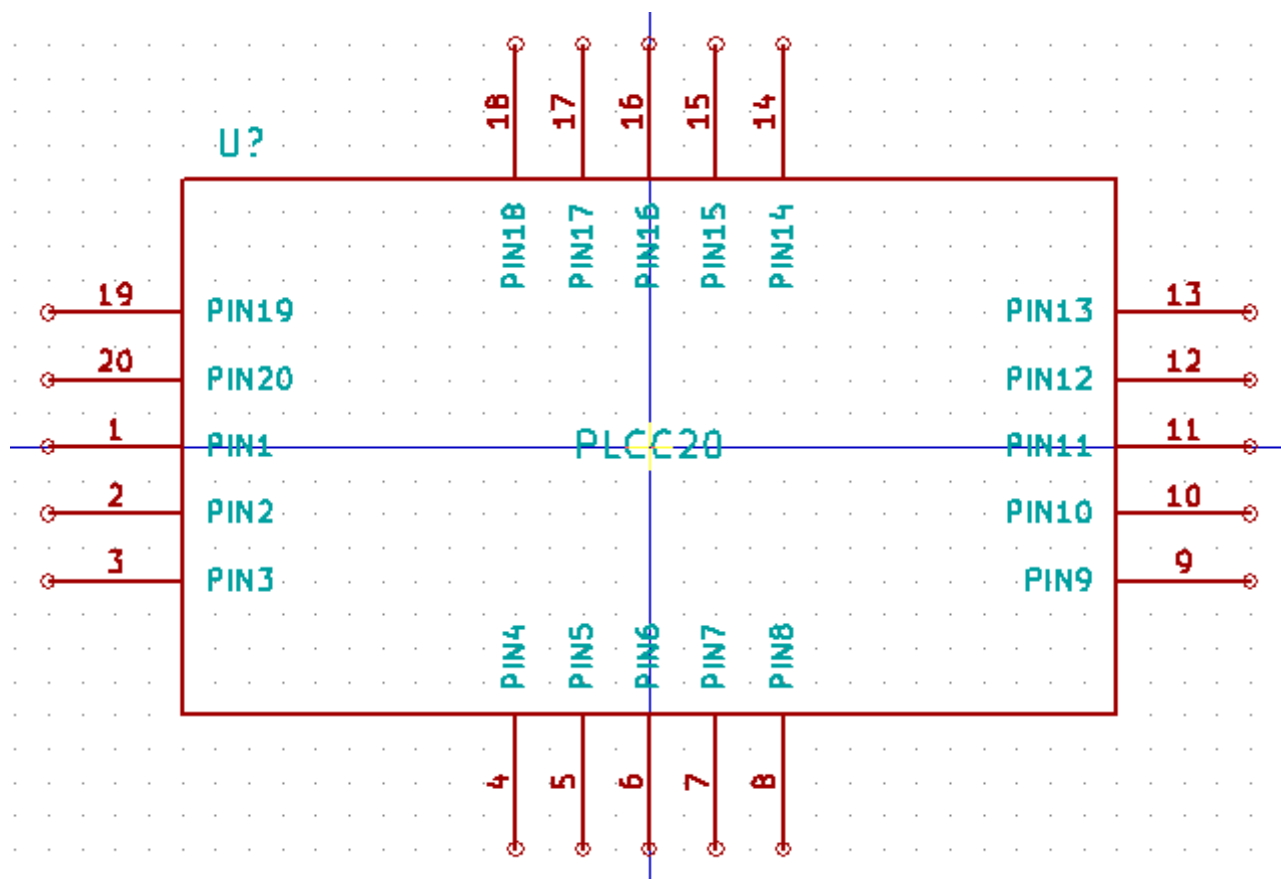 18 17 16 15 14
U?
PIN18 PIN17 PIN16 PIN15 PIN14
19 PIN19 PIN13 13
20 PIN20 PIN12 12
1 PIN1 PLCC20 PIN11 11
2 PIN2 PIN10 10
3 PIN3 PIN9 9
PIN4 PIN5 PIN6 PIN7 PIN8
4 5 6 7 8